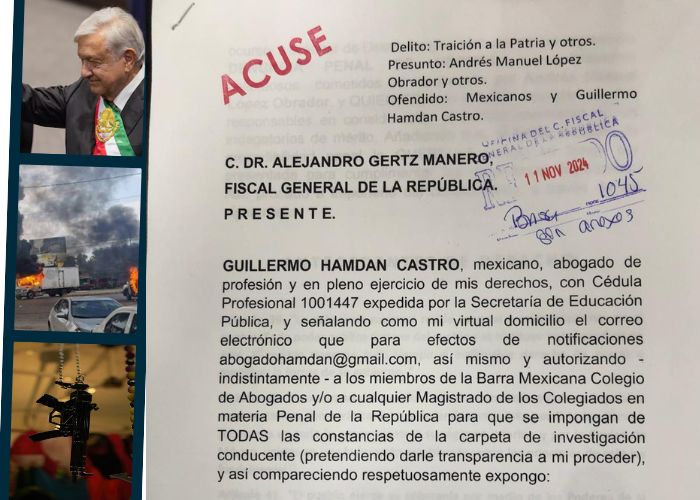 ACUSE
Delito: Traición a la Patria y otros.
Presunto: Andrés Manuel López
Obrador y otros.
Ofendido: Mexicanos y Guillermo
Hamdan Castro.
OFICINA DEL C. FISCAL
GENERAL DE LA REPÚBLICA
11 NOV 2024
1045
C. DR. ALEJANDRO GERTZ MANERO,
FISCAL GENERAL DE LA REPÚBLICA.
P R E S E N T E.
GUILLERMO HAMDAN CASTRO, mexicano, abogado de
profesión y en pleno ejercicio de mis derechos, con Cédula
Profesional 1001447 expedida por la Secretaría de Educación
Pública, y señalando como mi virtual domicilio el correo
electrónico que para efectos de notificaciones
abogadohamdan@gmail.com, así mismo y autorizando -
indistintamente - a los miembros de la Barra Mexicana Colegio
de Abogados y/o a cualquier Magistrado de los Colegiados en
materia Penal de la República para que se impongan de
TODAS las constancias de la carpeta de investigación
conducente (pretendiendo darle transparencia a mi proceder),
y así compareciendo respetuosamente expongo: